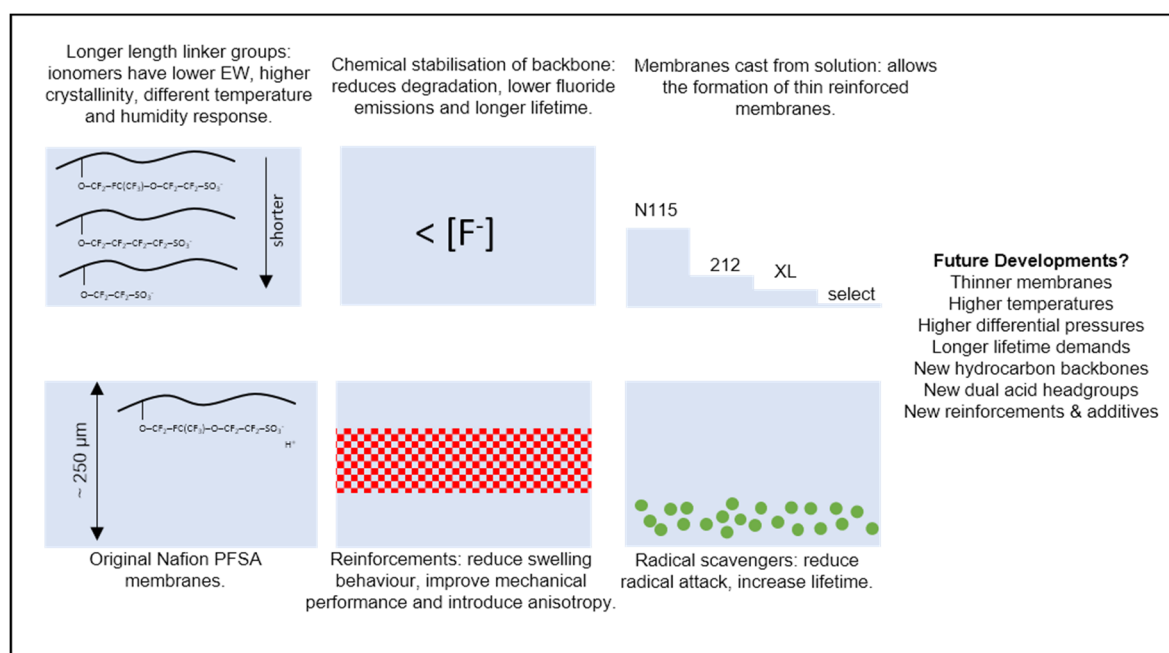 Longer length linker groups:
ionomers have lower EW, higher
crystallinity, different temperature
and humidity response.
O–CF₂–FC(CF₃)–O–CF₂–CF₂–SO₃⁻
O–CF₂–CF₂–CF₂–CF₂–SO₃⁻
O–CF₂–CF₂–SO₃⁻
shorter
Chemical stabilisation of backbone:
reduces degradation, lower fluoride
emissions and longer lifetime.
< [F⁻]
Membranes cast from solution: allows
the formation of thin reinforced
membranes.
N115
212
XL
select
~ 250 µm
O–CF₂–FC(CF₃)–O–CF₂–CF₂–SO₃⁻
H⁺
Original Nafion PFSA
membranes.
Reinforcements: reduce swelling
behaviour, improve mechanical
performance and introduce anisotropy.
Radical scavengers: reduce
radical attack, increase lifetime.
Future Developments?
Thinner membranes
Higher temperatures
Higher differential pressures
Longer lifetime demands
New hydrocarbon backbones
New dual acid headgroups
New reinforcements & additives